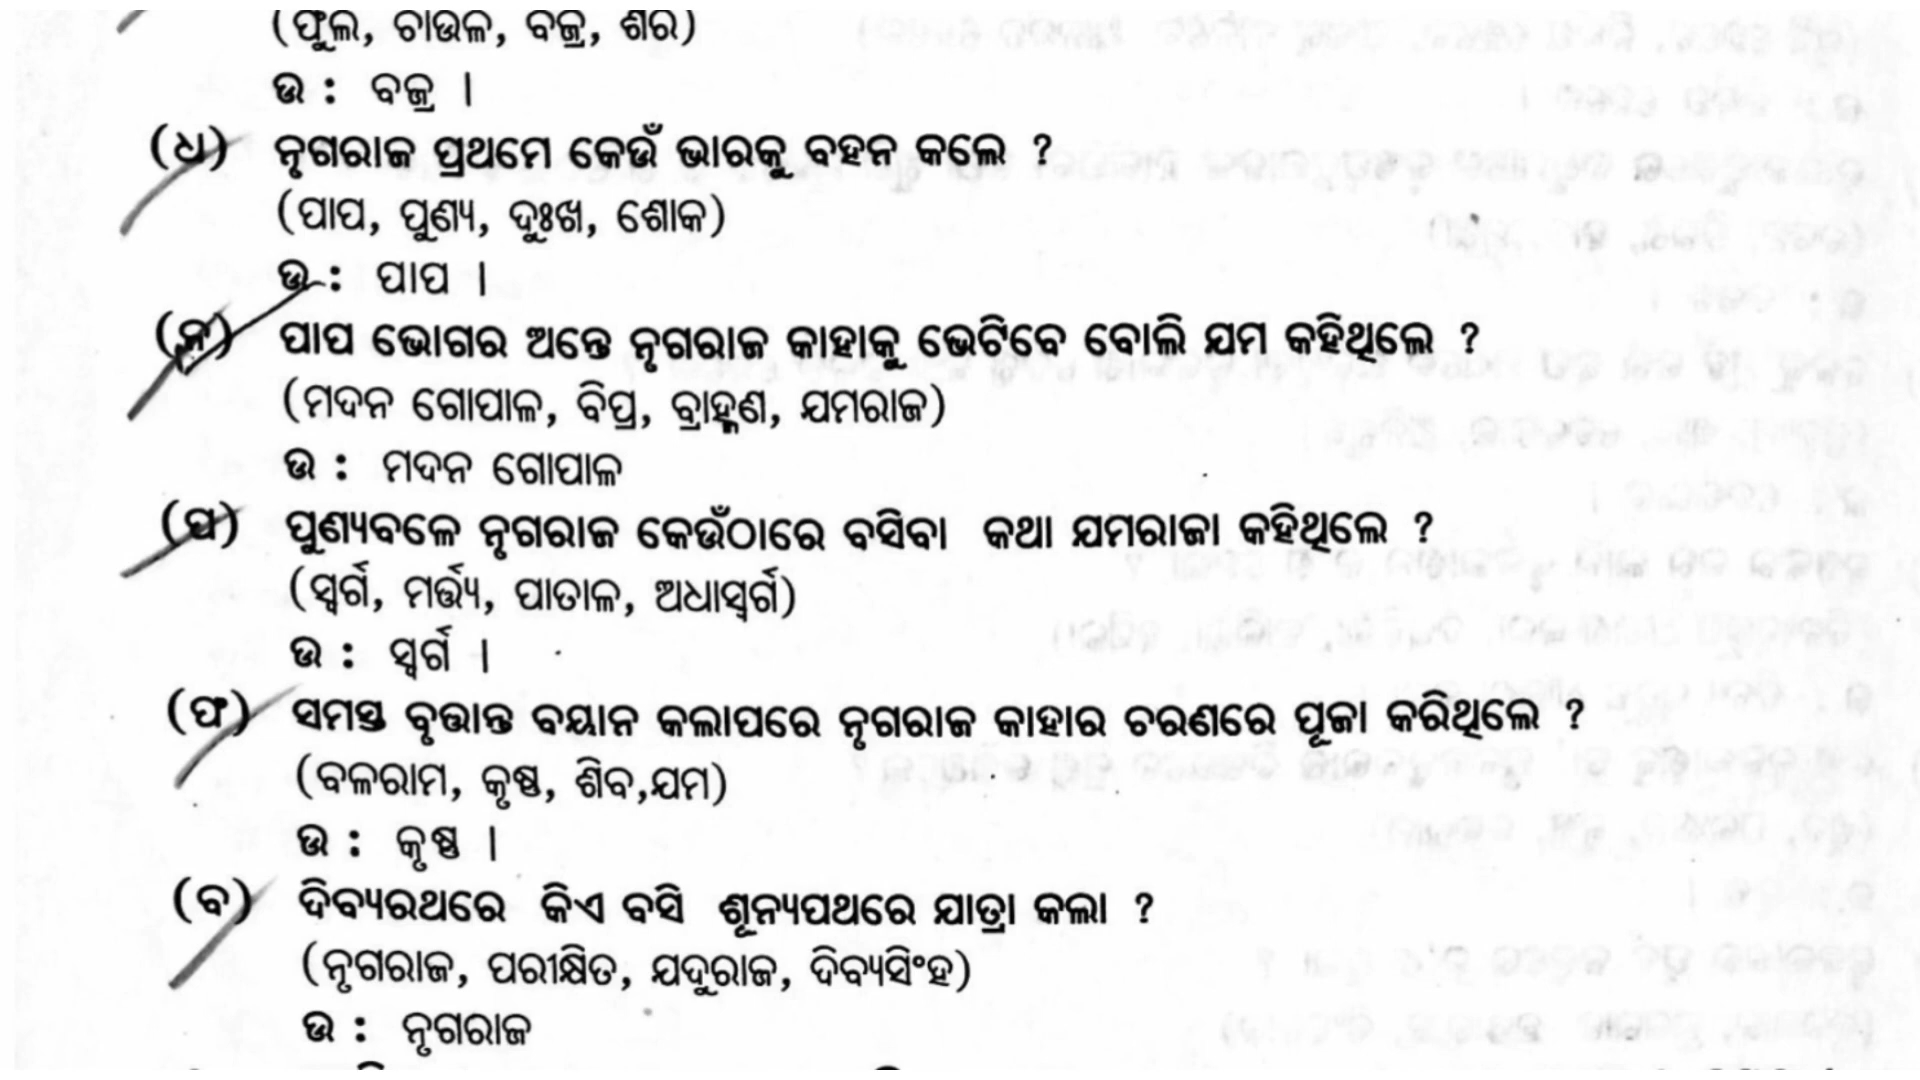 (ଫୁଲ, ଚାଉଳ, ବଜ୍ର, ଶର)
ଉ : ବଜ୍ର ।
(ଧ) ନୃଗରାଜ ପ୍ରଥମେ କେଉଁ ଭାରକୁ ବହନ କଲେ ?
(ପାପ, ପୁଣ୍ୟ, ଦୁଃଖ, ଶୋକ)
ଉ : ପାପ ।
(ନ) ପାପ ଭୋଗର ଅନ୍ତେ ନୃଗରାଜ କାହାକୁ ଭେଟିବେ ବୋଲି ଯମ କହିଥିଲେ ?
(ମଦନ ଗୋପାଳ, ବିପ୍ର, ବ୍ରାହ୍ମଣ, ଯମରାଜ)
ଉ : ମଦନ ଗୋପାଳ
(ପ) ପୁଣ୍ୟବଳେ ନୃଗରାଜ କେଉଁଠାରେ ବସିବା କଥା ଯମରାଜା କହିଥିଲେ ?
(ସ୍ୱର୍ଗ, ମର୍ତ୍ତ୍ୟ, ପାତାଳ, ଅଧାସ୍ୱର୍ଗ)
ଉ : ସ୍ୱର୍ଗ ।
(ଫ) ସମସ୍ତ ବୃତ୍ତାନ୍ତ ବୟାନ କଲାପରେ ନୃଗରାଜ କାହାର ଚରଣରେ ପୂଜା କରିଥିଲେ ?
(ବଳରାମ, କୃଷ୍ଣ, ଶିବ,ଯମ)
ଉ : କୃଷ୍ଣ ।
(ବ) ଦିବ୍ୟରଥରେ କିଏ ବସି ଶୂନ୍ୟପଥରେ ଯାତ୍ରା କଲା ?
(ନୃଗରାଜ, ପରୀକ୍ଷିତ, ଯଦୁରାଜ, ଦିବ୍ୟସିଂହ)
ଉ : ନୃଗରାଜ